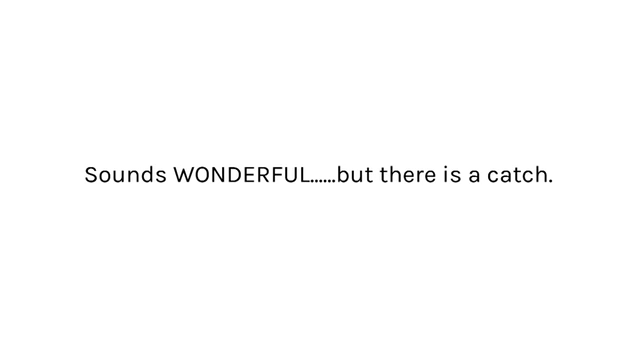 Sounds WONDERFUL......but there is a catch.